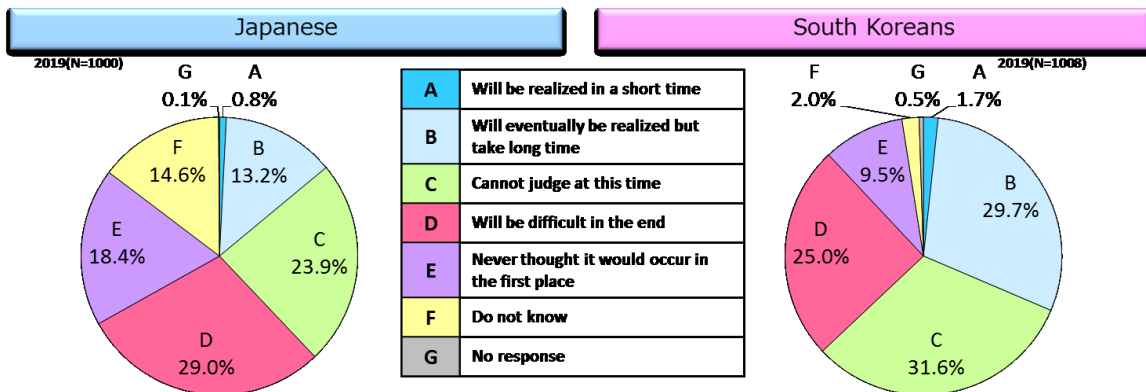 Japanese
South Koreans
2019(N=1000)
G
0.1%
A
0.8%
B
13.2%
C
23.9%
D
29.0%
E
18.4%
F
14.6%
A Will be realized in a short time
B Will eventually be realized but
take long time
C Cannot judge at this time
D Will be difficult in the end
E Never thought it would occur in
the first place
F Do not know
G No response
2019(N=1008)
F
2.0%
G
0.5%
A
1.7%
B
29.7%
C
31.6%
D
25.0%
E
9.5%